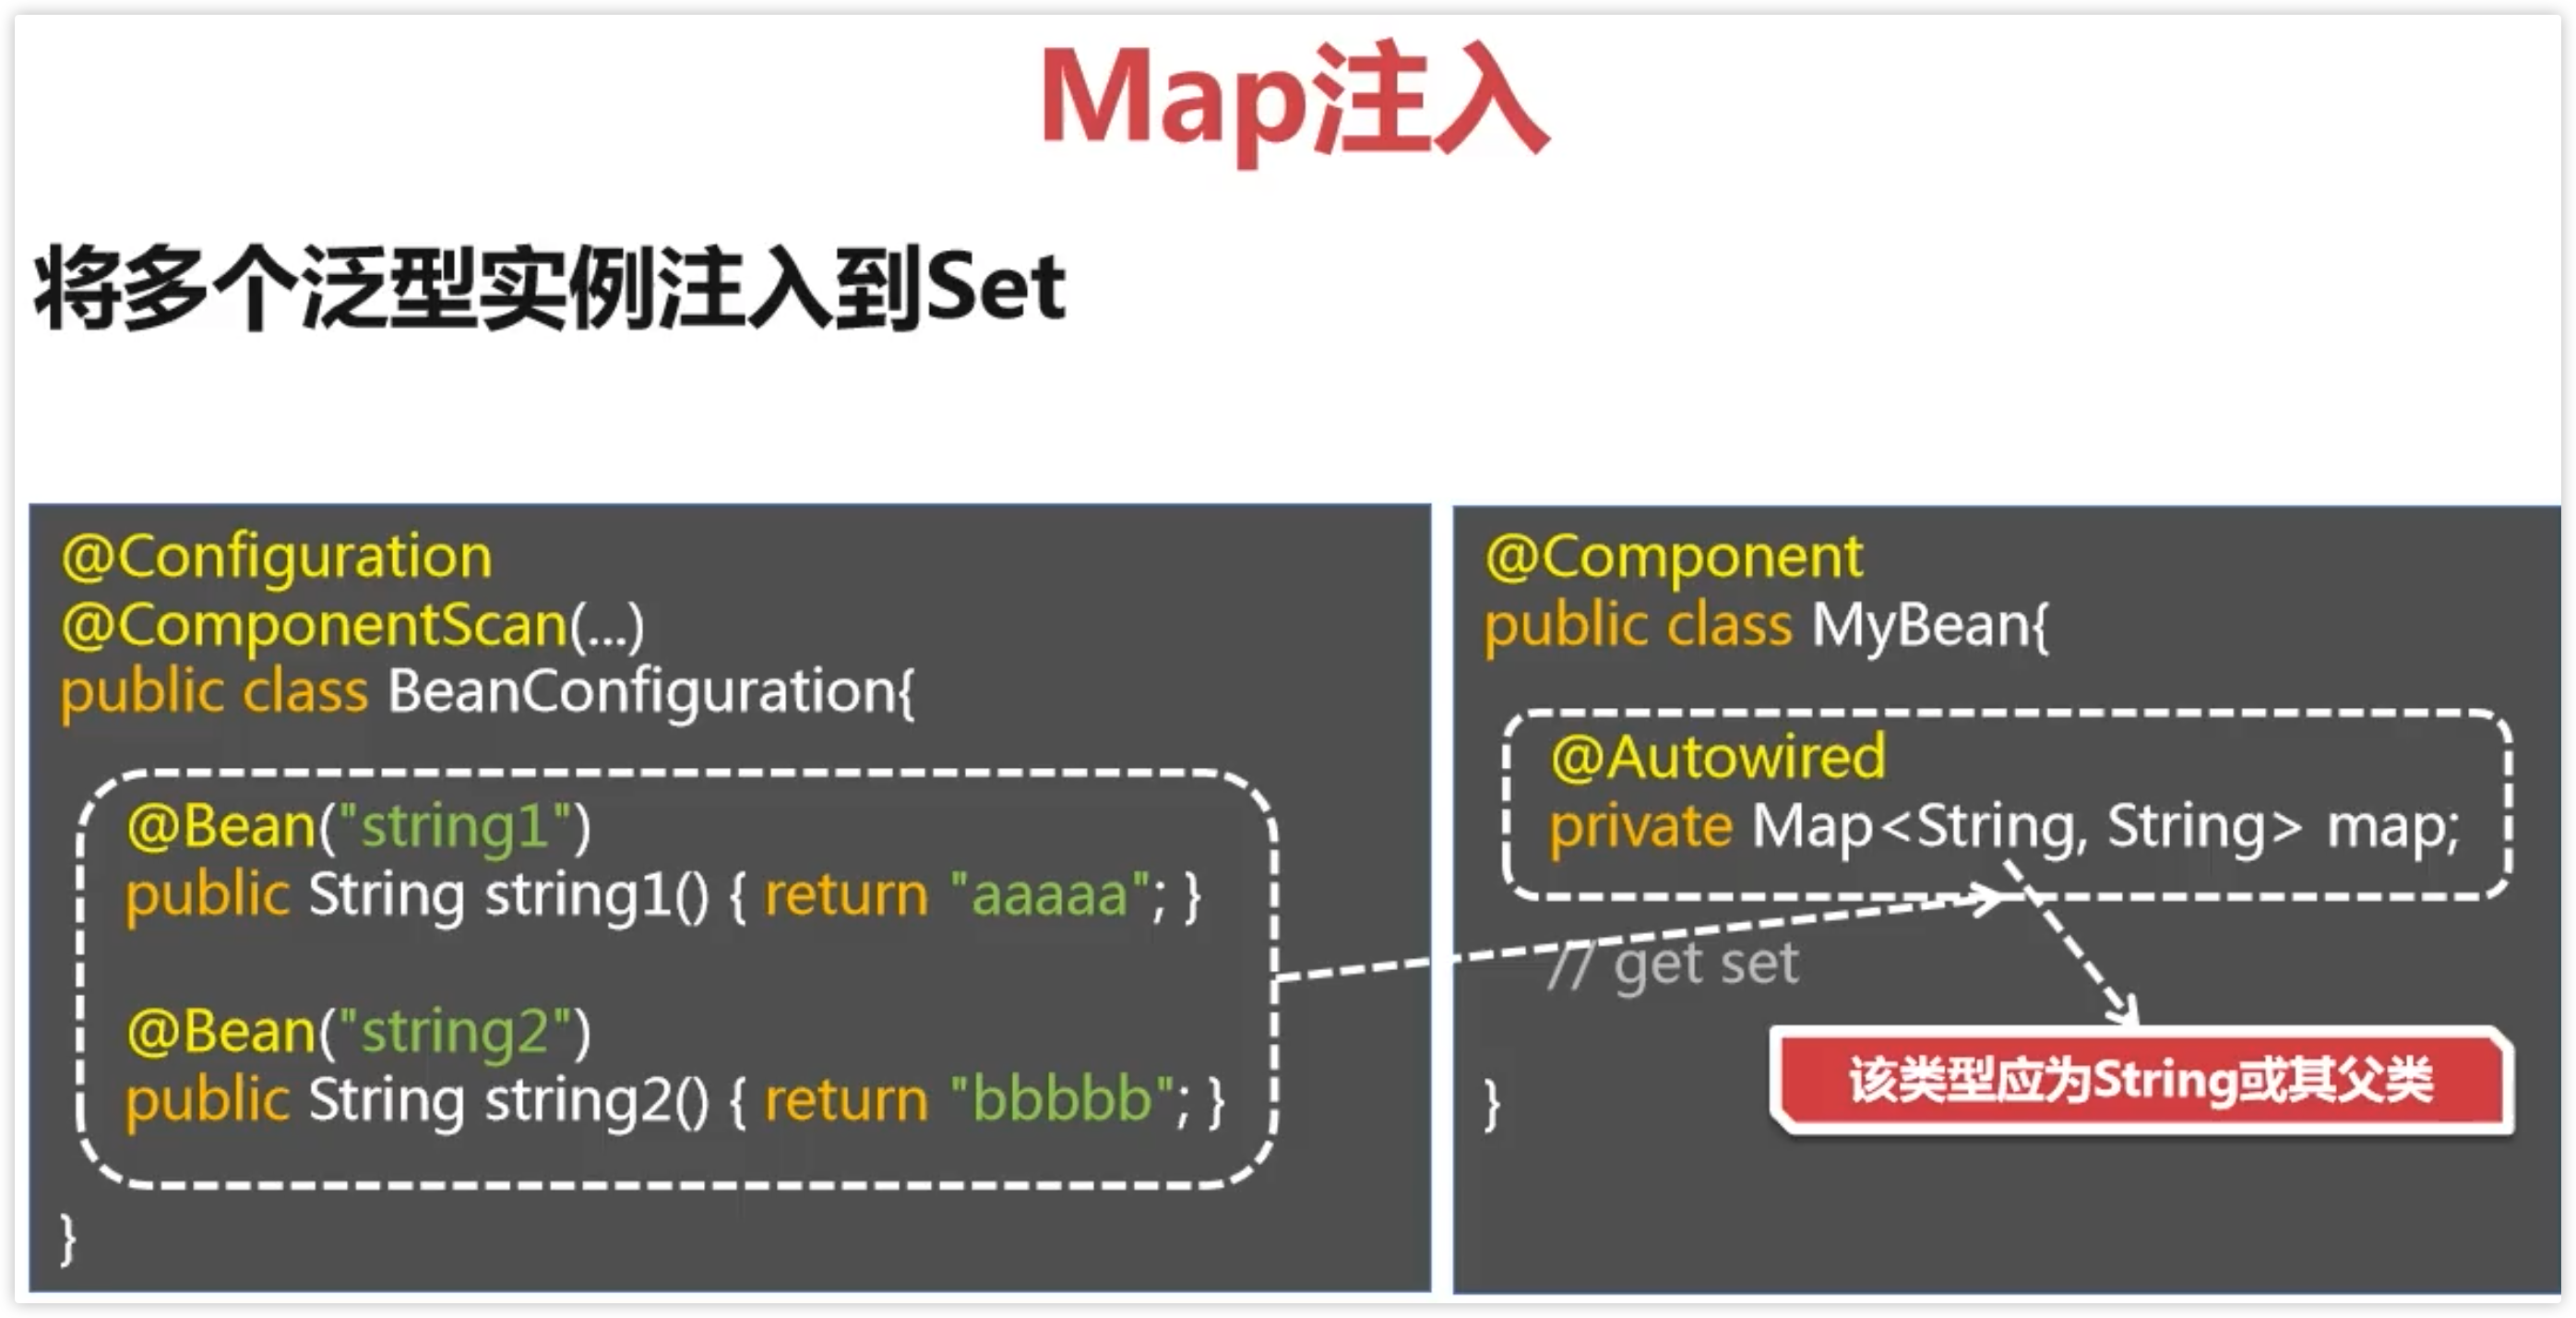 Map注入
将多个泛型实例注入到Set
@Configuration
@ComponentScan(...)
public class BeanConfiguration{
@Bean("string1")
public String string1() { return "aaaaa"; }
@Bean("string2")
public String string2() { return "bbbbb"; }
}
@Component
public class MyBean{
@Autowired
private Map<String, String> map;
// get set
该类型应为String或其父类
}